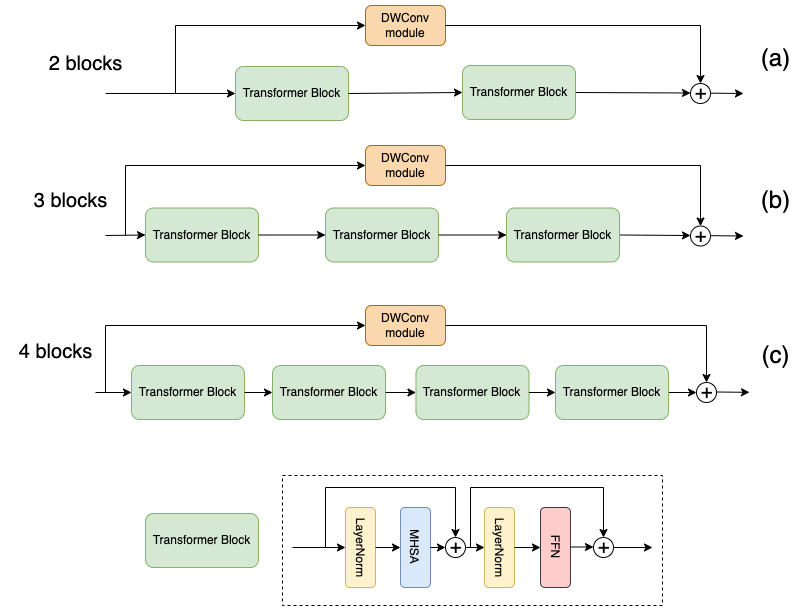 DWConv
module
2 blocks
(a)
Transformer Block
Transformer Block
+
DWConv
module
3 blocks
(b)
Transformer Block
Transformer Block
Transformer Block
+
DWConv
module
4 blocks
(c)
Transformer Block
Transformer Block
Transformer Block
Transformer Block
+
Transformer Block
LayerNorm
MHSA
+
LayerNorm
FFN
+